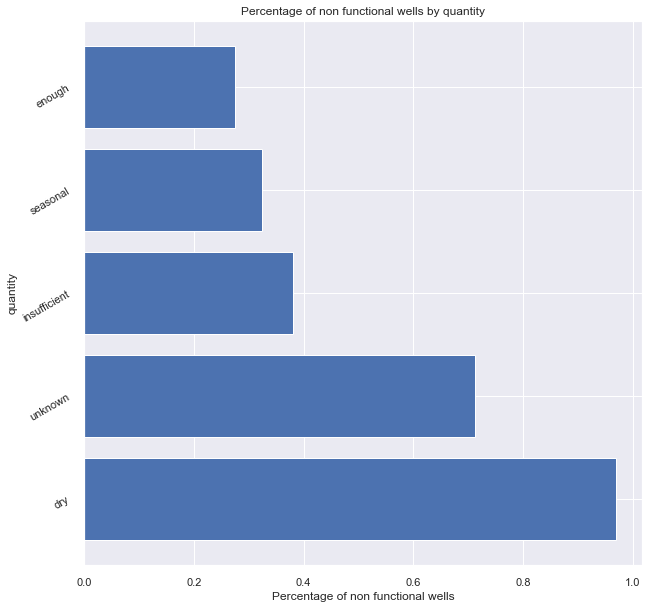 Percentage of non functional wells by quantity
quantity
enough
seasonal
insufficient
unknown
dry
0.0 0.2 0.4 0.6 0.8 1.0
Percentage of non functional wells